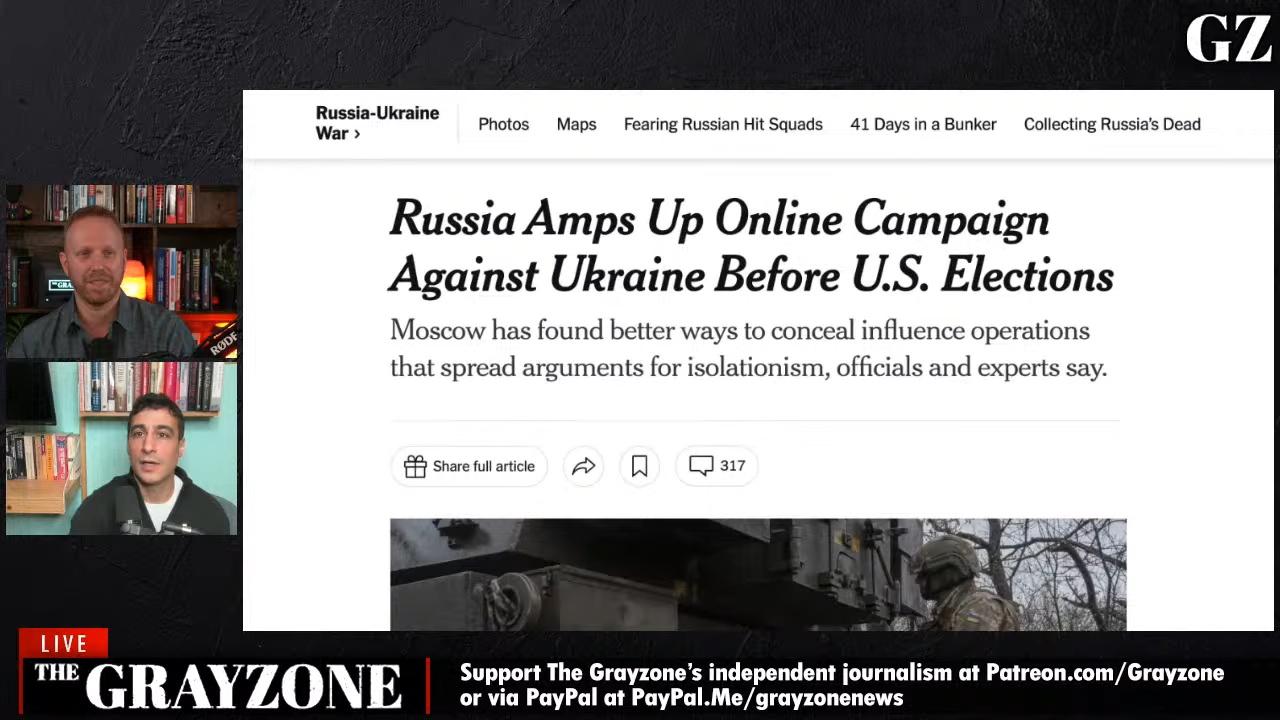 GZ
Russia-Ukraine
War ›
Photos
Maps
Fearing Russian Hit Squads
41 Days in a Bunker
Collecting Russia's Dead
Russia Amps Up Online Campaign
Against Ukraine Before U.S. Elections
Moscow has found better ways to conceal influence operations
that spread arguments for isolationism, officials and experts say.
Share full article
317
RØDE
LIVE
THE GRAYZONE
Support The Grayzone's independent journalism at Patreon.com/Grayzone
or via PayPal at PayPal.Me/grayzonenews